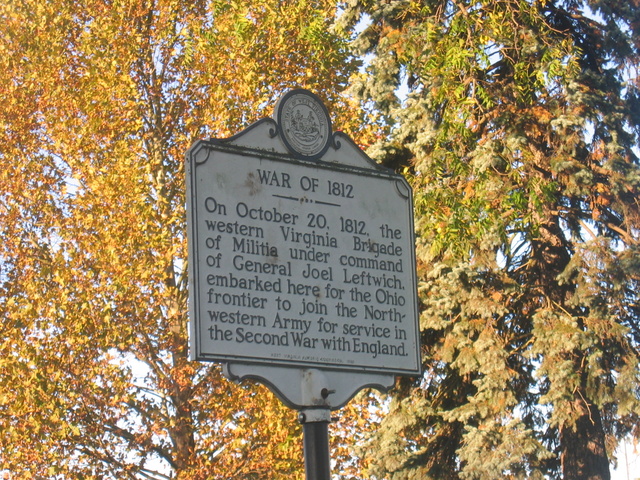 WAR OF 1812
On October 20, 1812, the
western Virginia Brigade
of Militia under command
of General Joel Leftwich,
embarked here for the Ohio
frontier to join the North-
western Army for service in
the Second War with England.